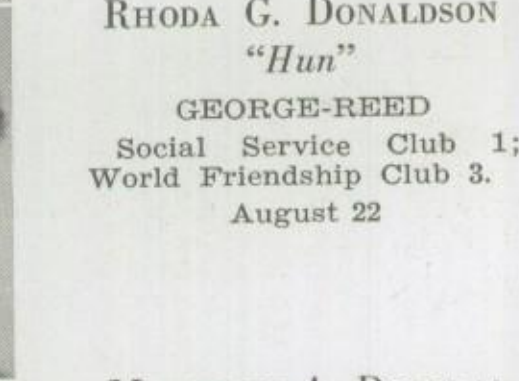 RHODA G. DONALDSON
"Hun"
GEORGE-REED
Social Service Club 1;
World Friendship Club 3.
August 22